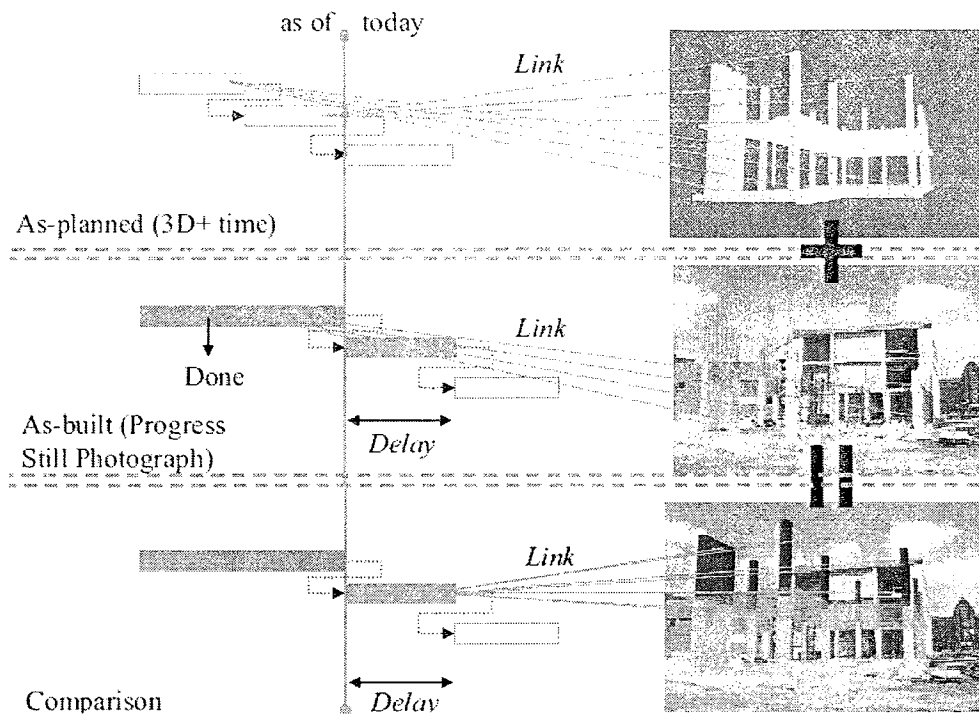 as of today
Link
As-planned (3D+ time)
Link
Done
As-built (Progress
Still Photograph)
Delay
Link
Delay
Comparison